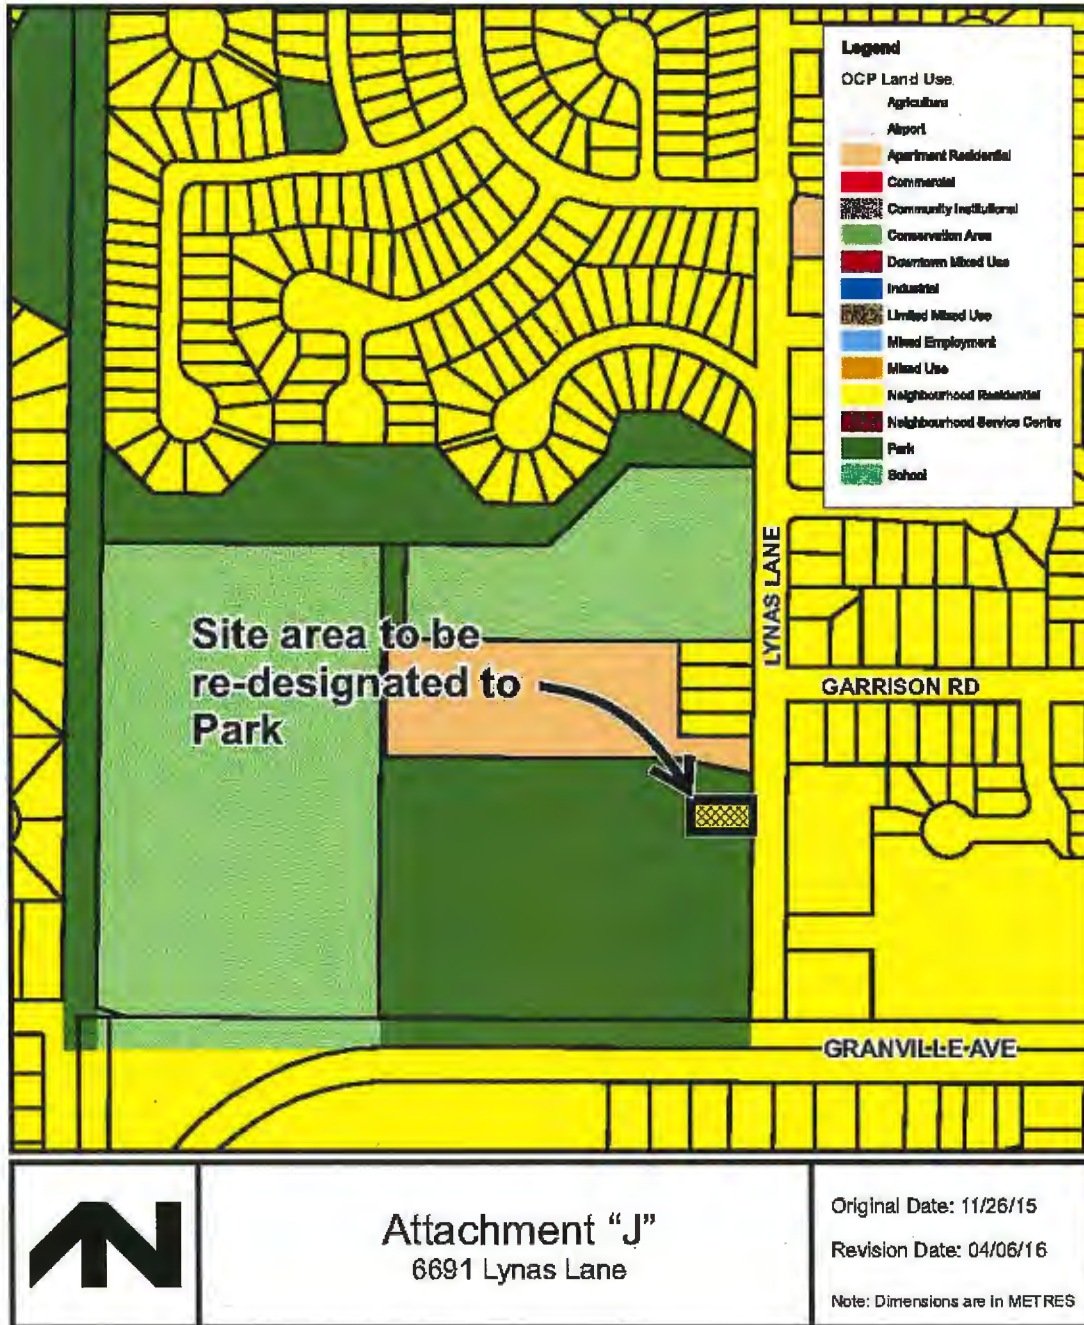 Legend
OCP Land Use
Agriculture
Airport
Apartment Residential
Commercial
Community Institutional
Conservation Area
Downtown Mixed Use
Industrial
Limited Mixed Use
Mixed Employment
Mixed Use
Neighbourhood Residential
Neighbourhood Service Centre
Park
School
LYNAS LANE
Site area to be
re-designated to
Park
GARRISON RD
GRANVILLE AVE
Attachment “J”
6691 Lynas Lane
Original Date: 11/26/15
Revision Date: 04/06/16
Note: Dimensions are in METRES